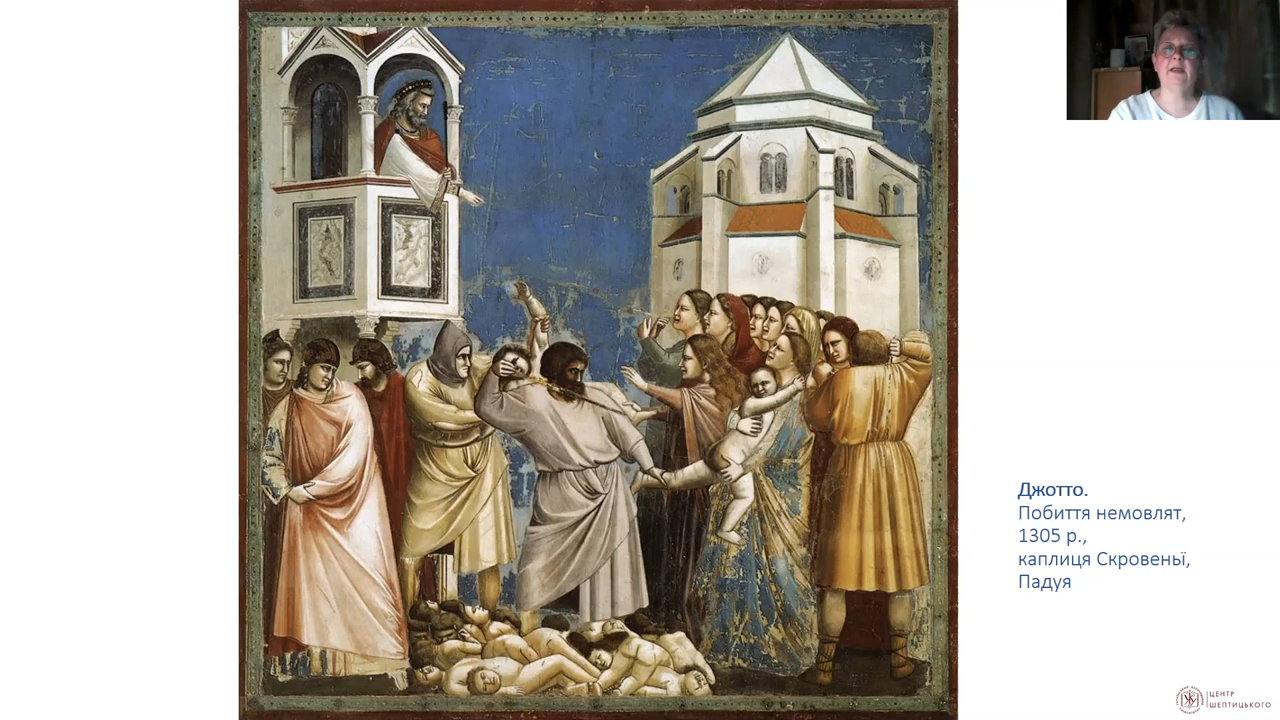 Джотто.
Побиття немовлят,
1305 р.,
каплиця Скровеньї,
Падуя
ЦЕНТР
ШЕПТИЦЬКОГО